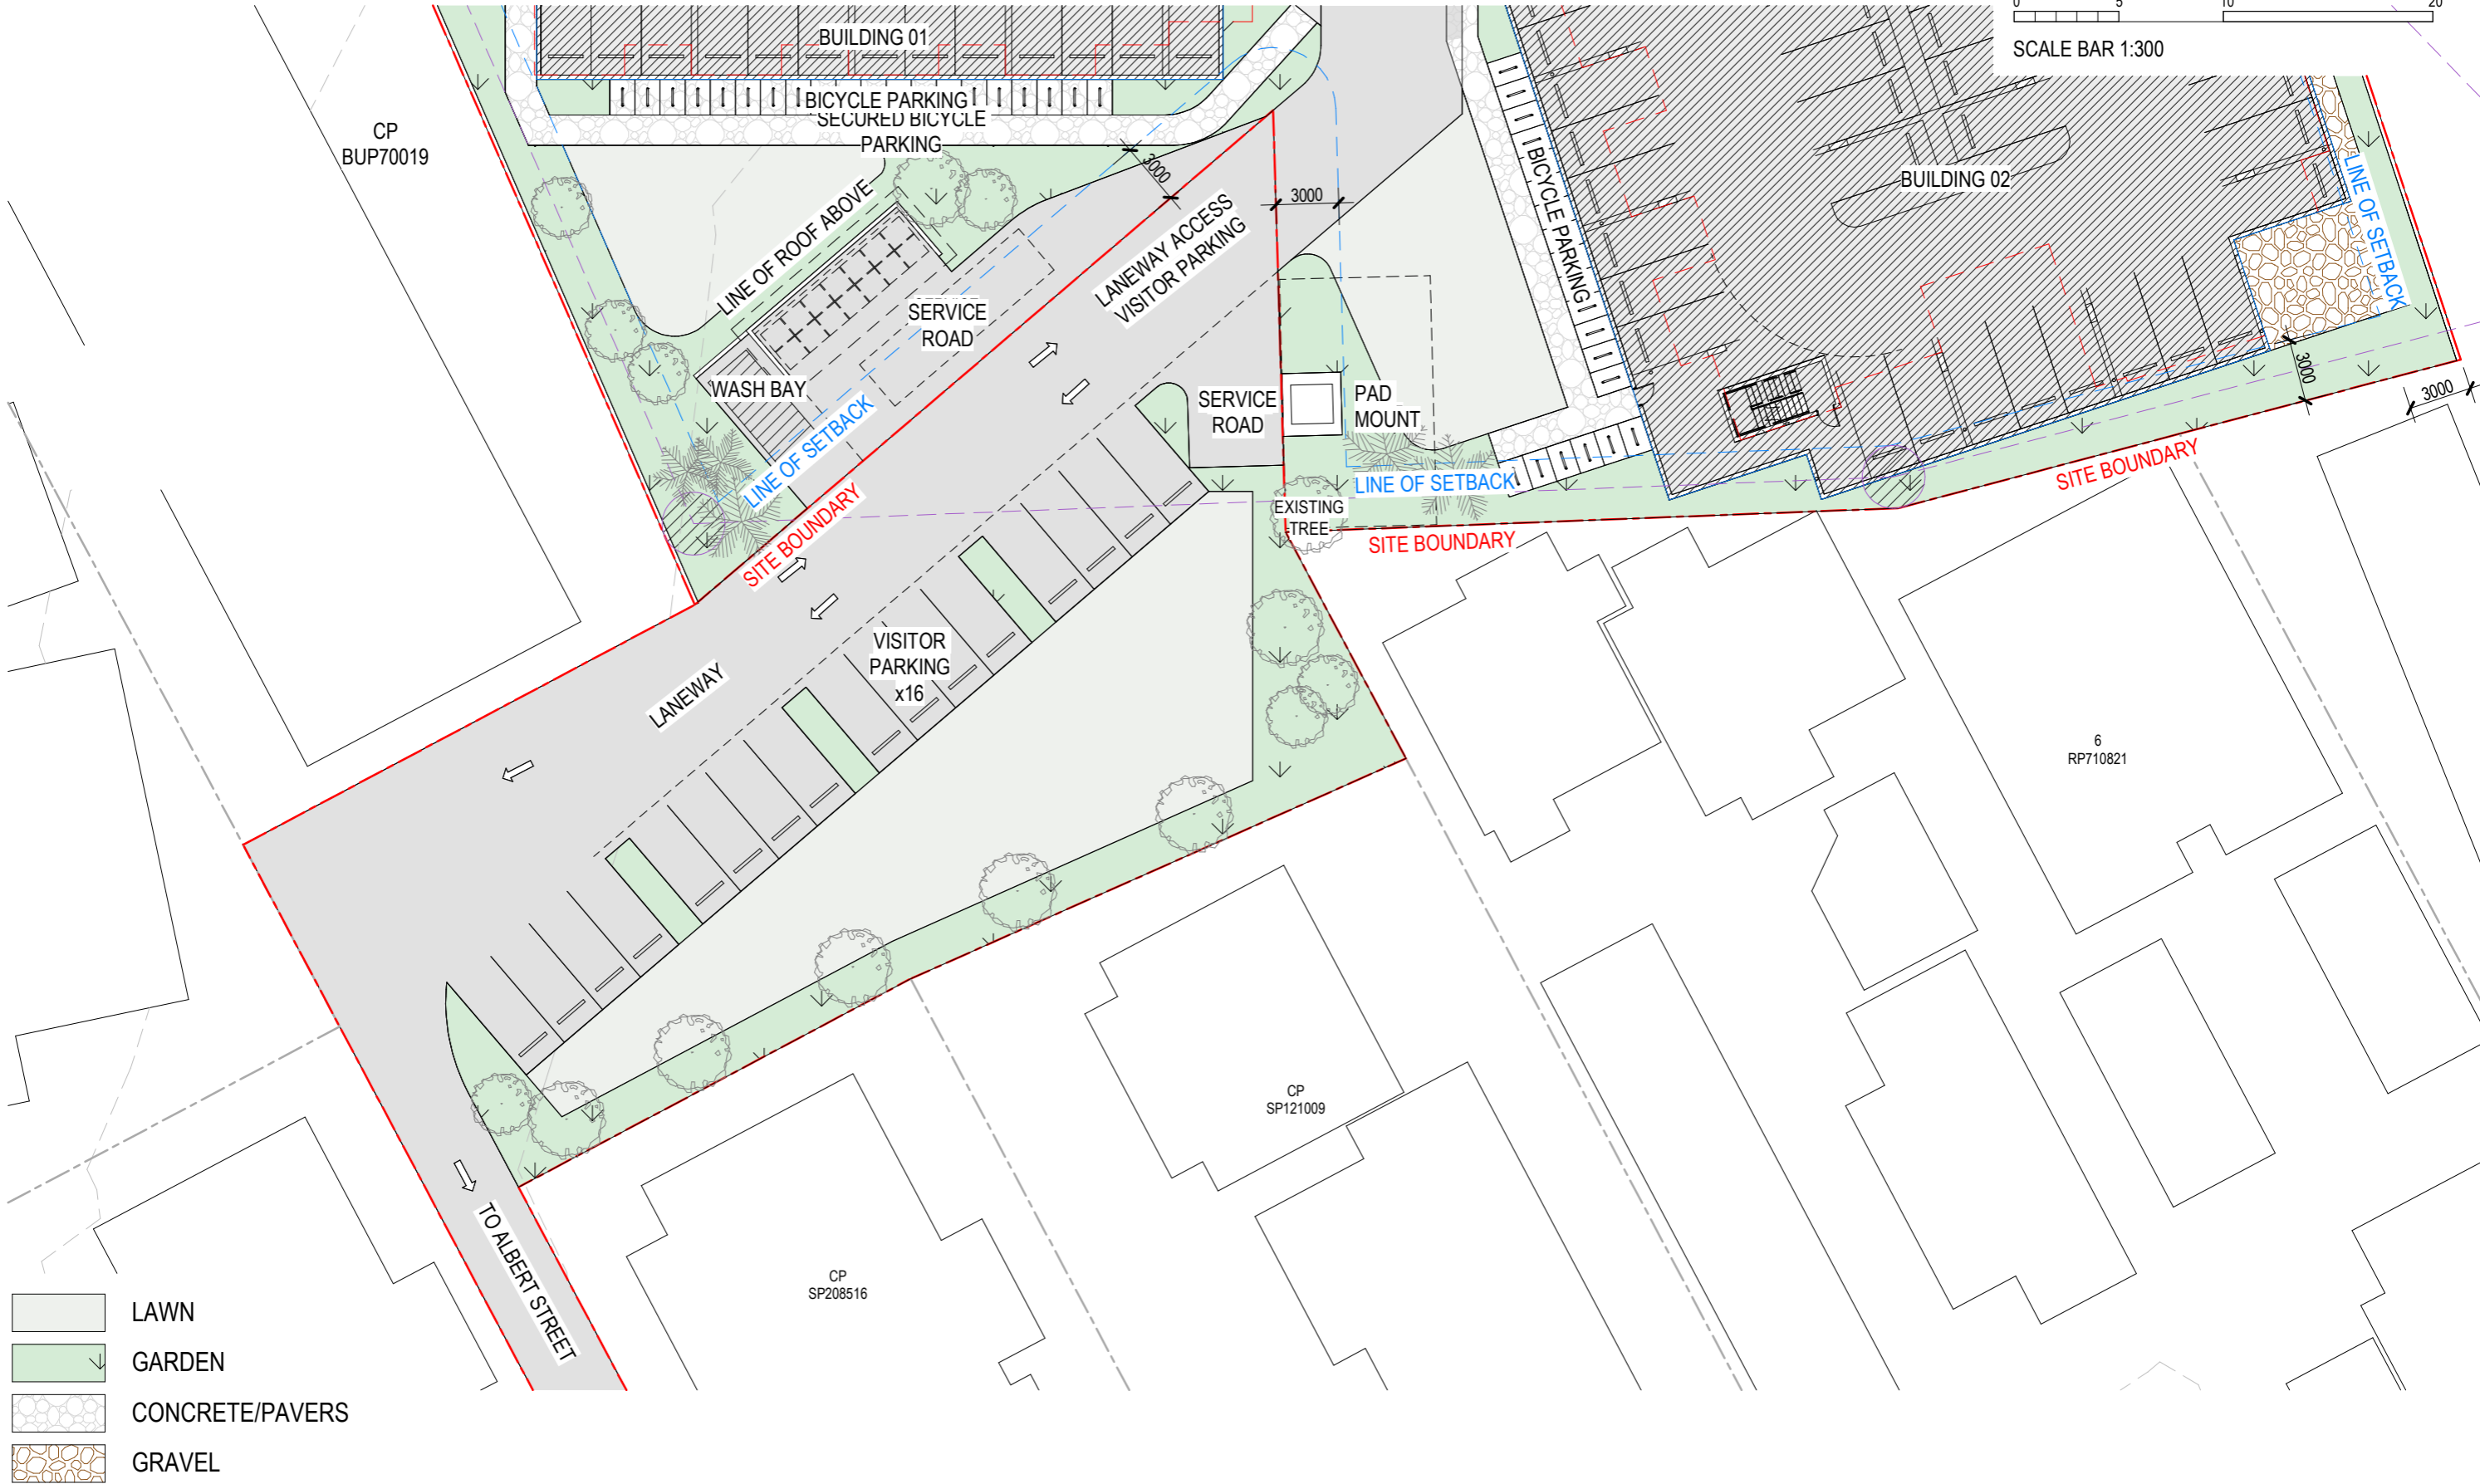 0 5 10 20
SCALE BAR 1:300
BUILDING 01
BICYCLE PARKING
SECURED BICYCLE
PARKING
CP
BUP70019
3000
3000
LANEWAY ACCESS
VISITOR PARKING
BICYCLE PARKING
BUILDING 02
LINE OF SETBACK
LINE OF ROOF ABOVE
SERVICE
ROAD
WASH BAY
LINE OF SETBACK
SITE BOUNDARY
SERVICE
ROAD
PAD
MOUNT
3000
3000
LINE OF SETBACK
SITE BOUNDARY
EXISTING
TREE
SITE BOUNDARY
VISITOR
PARKING
x16
LANEWAY
6
RP710821
CP
SP121009
CP
SP208516
TO ALBERT STREET
LAWN
GARDEN
CONCRETE/PAVERS
GRAVEL